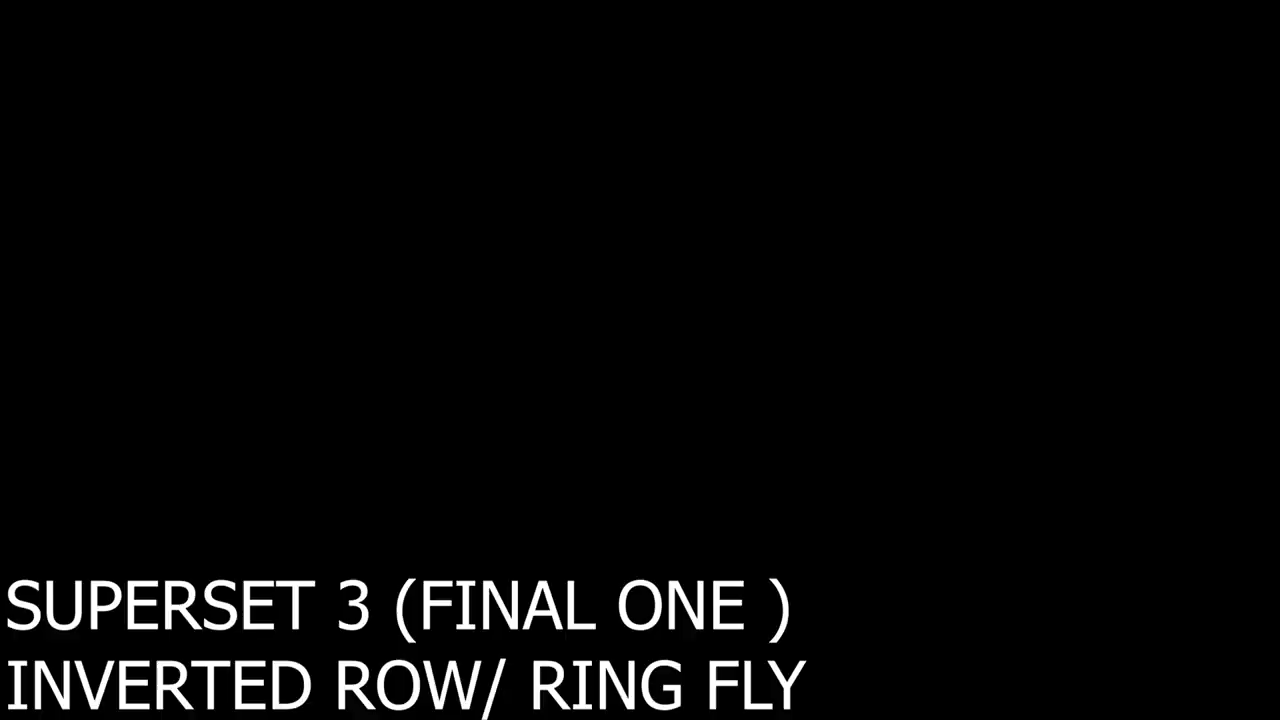 SUPERSET 3 (FINAL ONE )
INVERTED ROW/ RING FLY